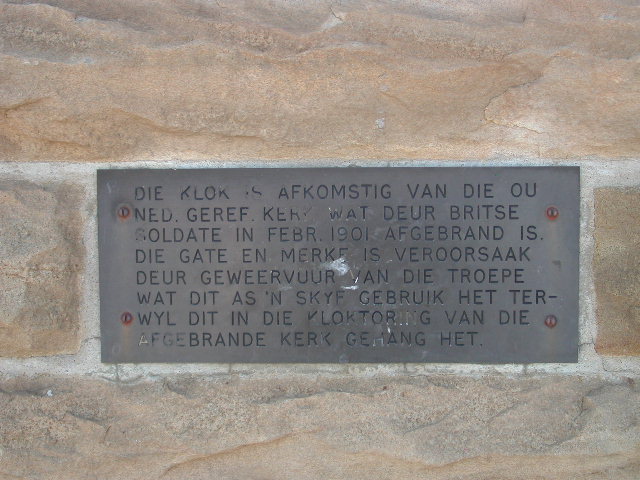 DIE KLOK IS AFKOMSTIG VAN DIE OU
NED. GEREF. KERK WAT DEUR BRITSE
SOLDATE IN FEBR. 1901 AFGEBRAND IS.
DIE GATE EN MERKE IS VEROORSAAK
DEUR GEWEERVUUR VAN DIE TROEPE
WAT DIT AS 'N SKYF GEBRUIK HET TER-
WYL DIT IN DIE KLOKTORING VAN DIE
AFGEBRANDE KERK GEHANG HET.